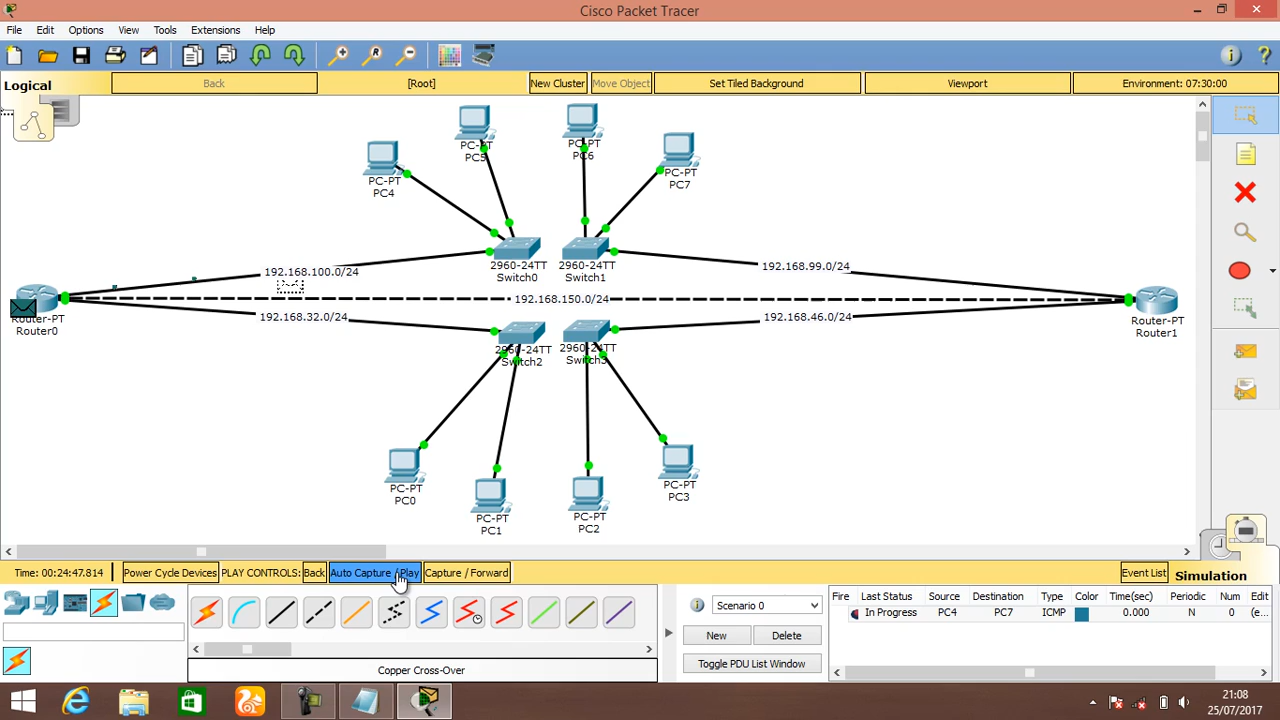 Cisco Packet Tracer
File Edit Options View Tools Extensions Help
Logical
Back
[Root]
New Cluster
Move Object
Set Tiled Background
Viewport
Environment: 07:30:00
PC-PT
PC5
PC-PT
PC6
PC-PT
PC4
PC-PT
PC7
2960-24TT
Switch0
2960-24TT
Switch1
192.168.100.0/24
192.168.99.0/24
192.168.150.0/24
192.168.32.0/24
192.168.46.0/24
Router-PT
Router0
Router-PT
Router1
2960-24TT
Switch2
2960-24TT
Switch3
PC-PT
PC0
PC-PT
PC1
PC-PT
PC2
PC-PT
PC3
Time: 00:24:47.814
Power Cycle Devices
PLAY CONTROLS:
Back
Auto Capture / Play
Capture / Forward
Event List
Simulation
Scenario 0
New
Delete
Toggle PDU List Window
Fire Last Status Source Destination Type Color Time(sec) Periodic Num Edit
In Progress PC4 PC7 ICMP 0.000 N 0 (e...
Copper Cross-Over
21:08
25/07/2017